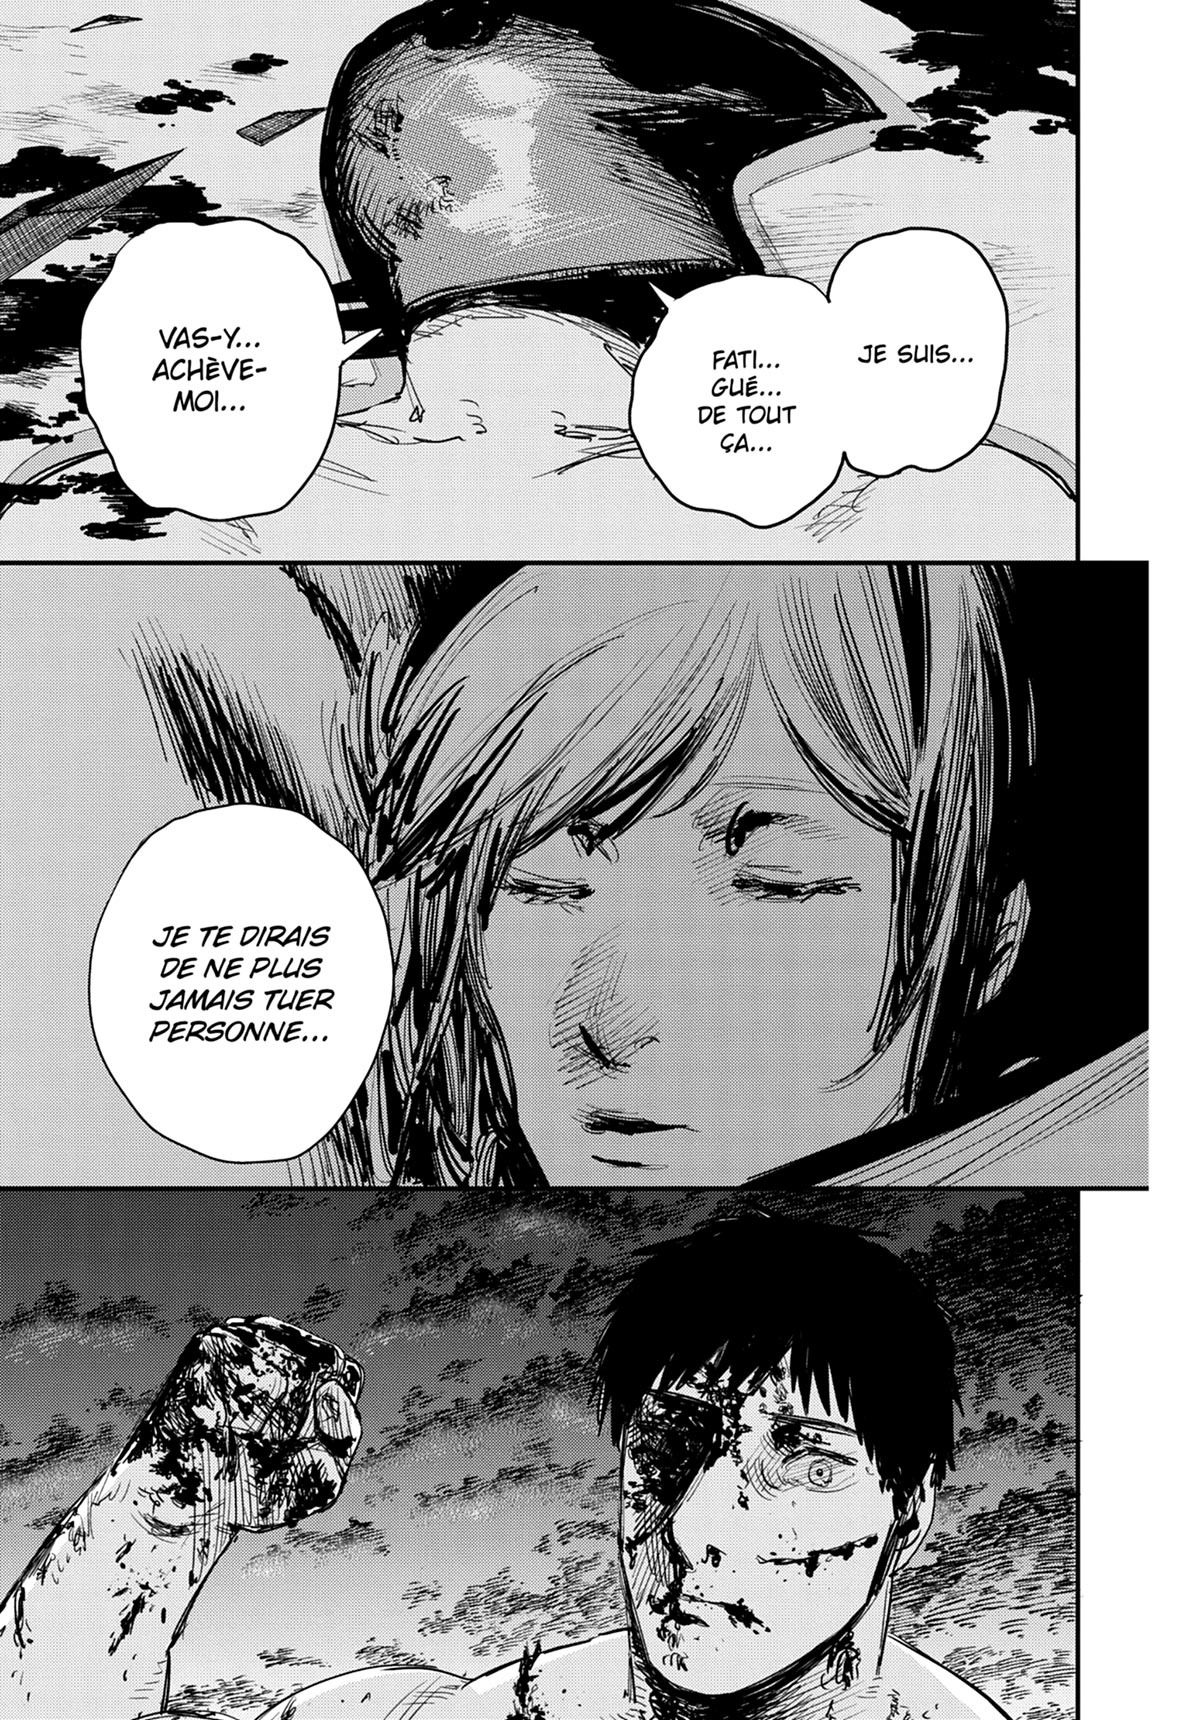 JE SUIS...
FATI...
GUÉ...
DE TOUT
ÇA...
VAS-Y...
ACHÈVE-
MOI...
JE TE DIRAIS
DE NE PLUS
JAMAIS TUER
PERSONNE...